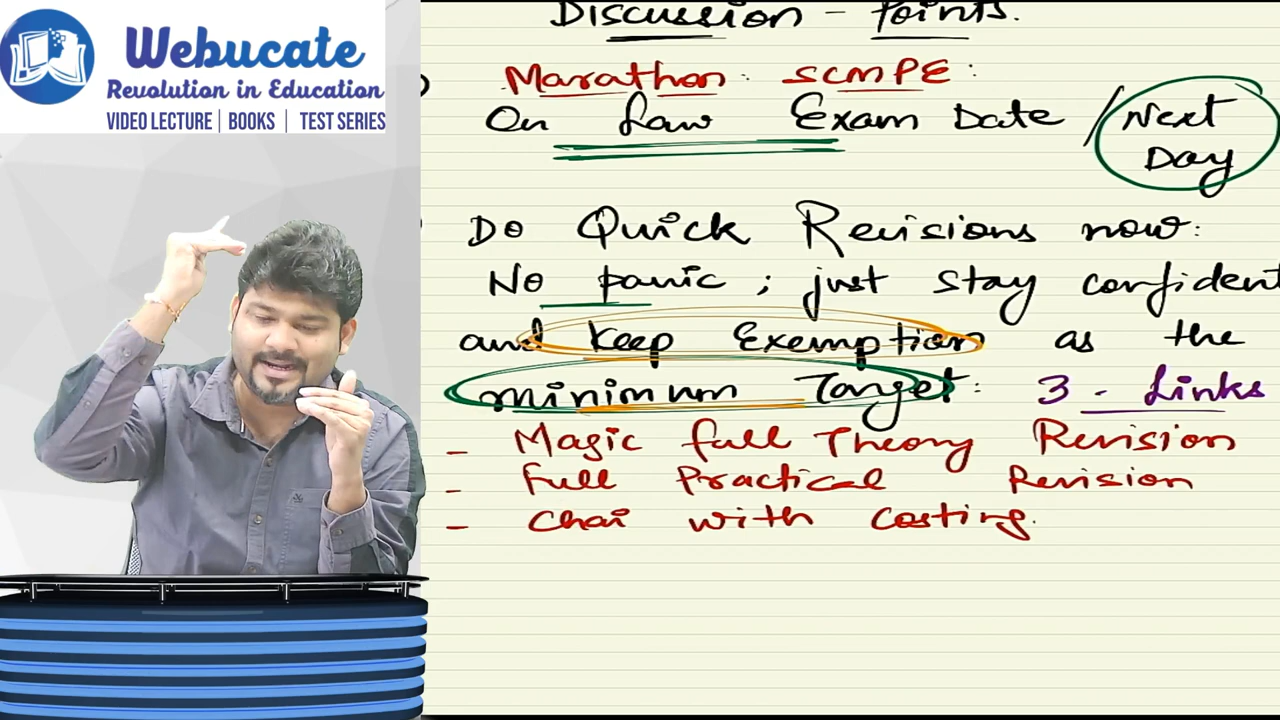 Webucate
Revolution in Education
VIDEO LECTURE | BOOKS | TEST SERIES
Discussion - Points.
Marathon: SCMPE:
On Law Exam Date / Next Day
Do Quick Revisions now:
No panic; just stay confident
and keep Exemption as the
minimum Target: 3 - Links
- Magic full Theory Revision
- Full Practical Revision
- Chai with Costing.